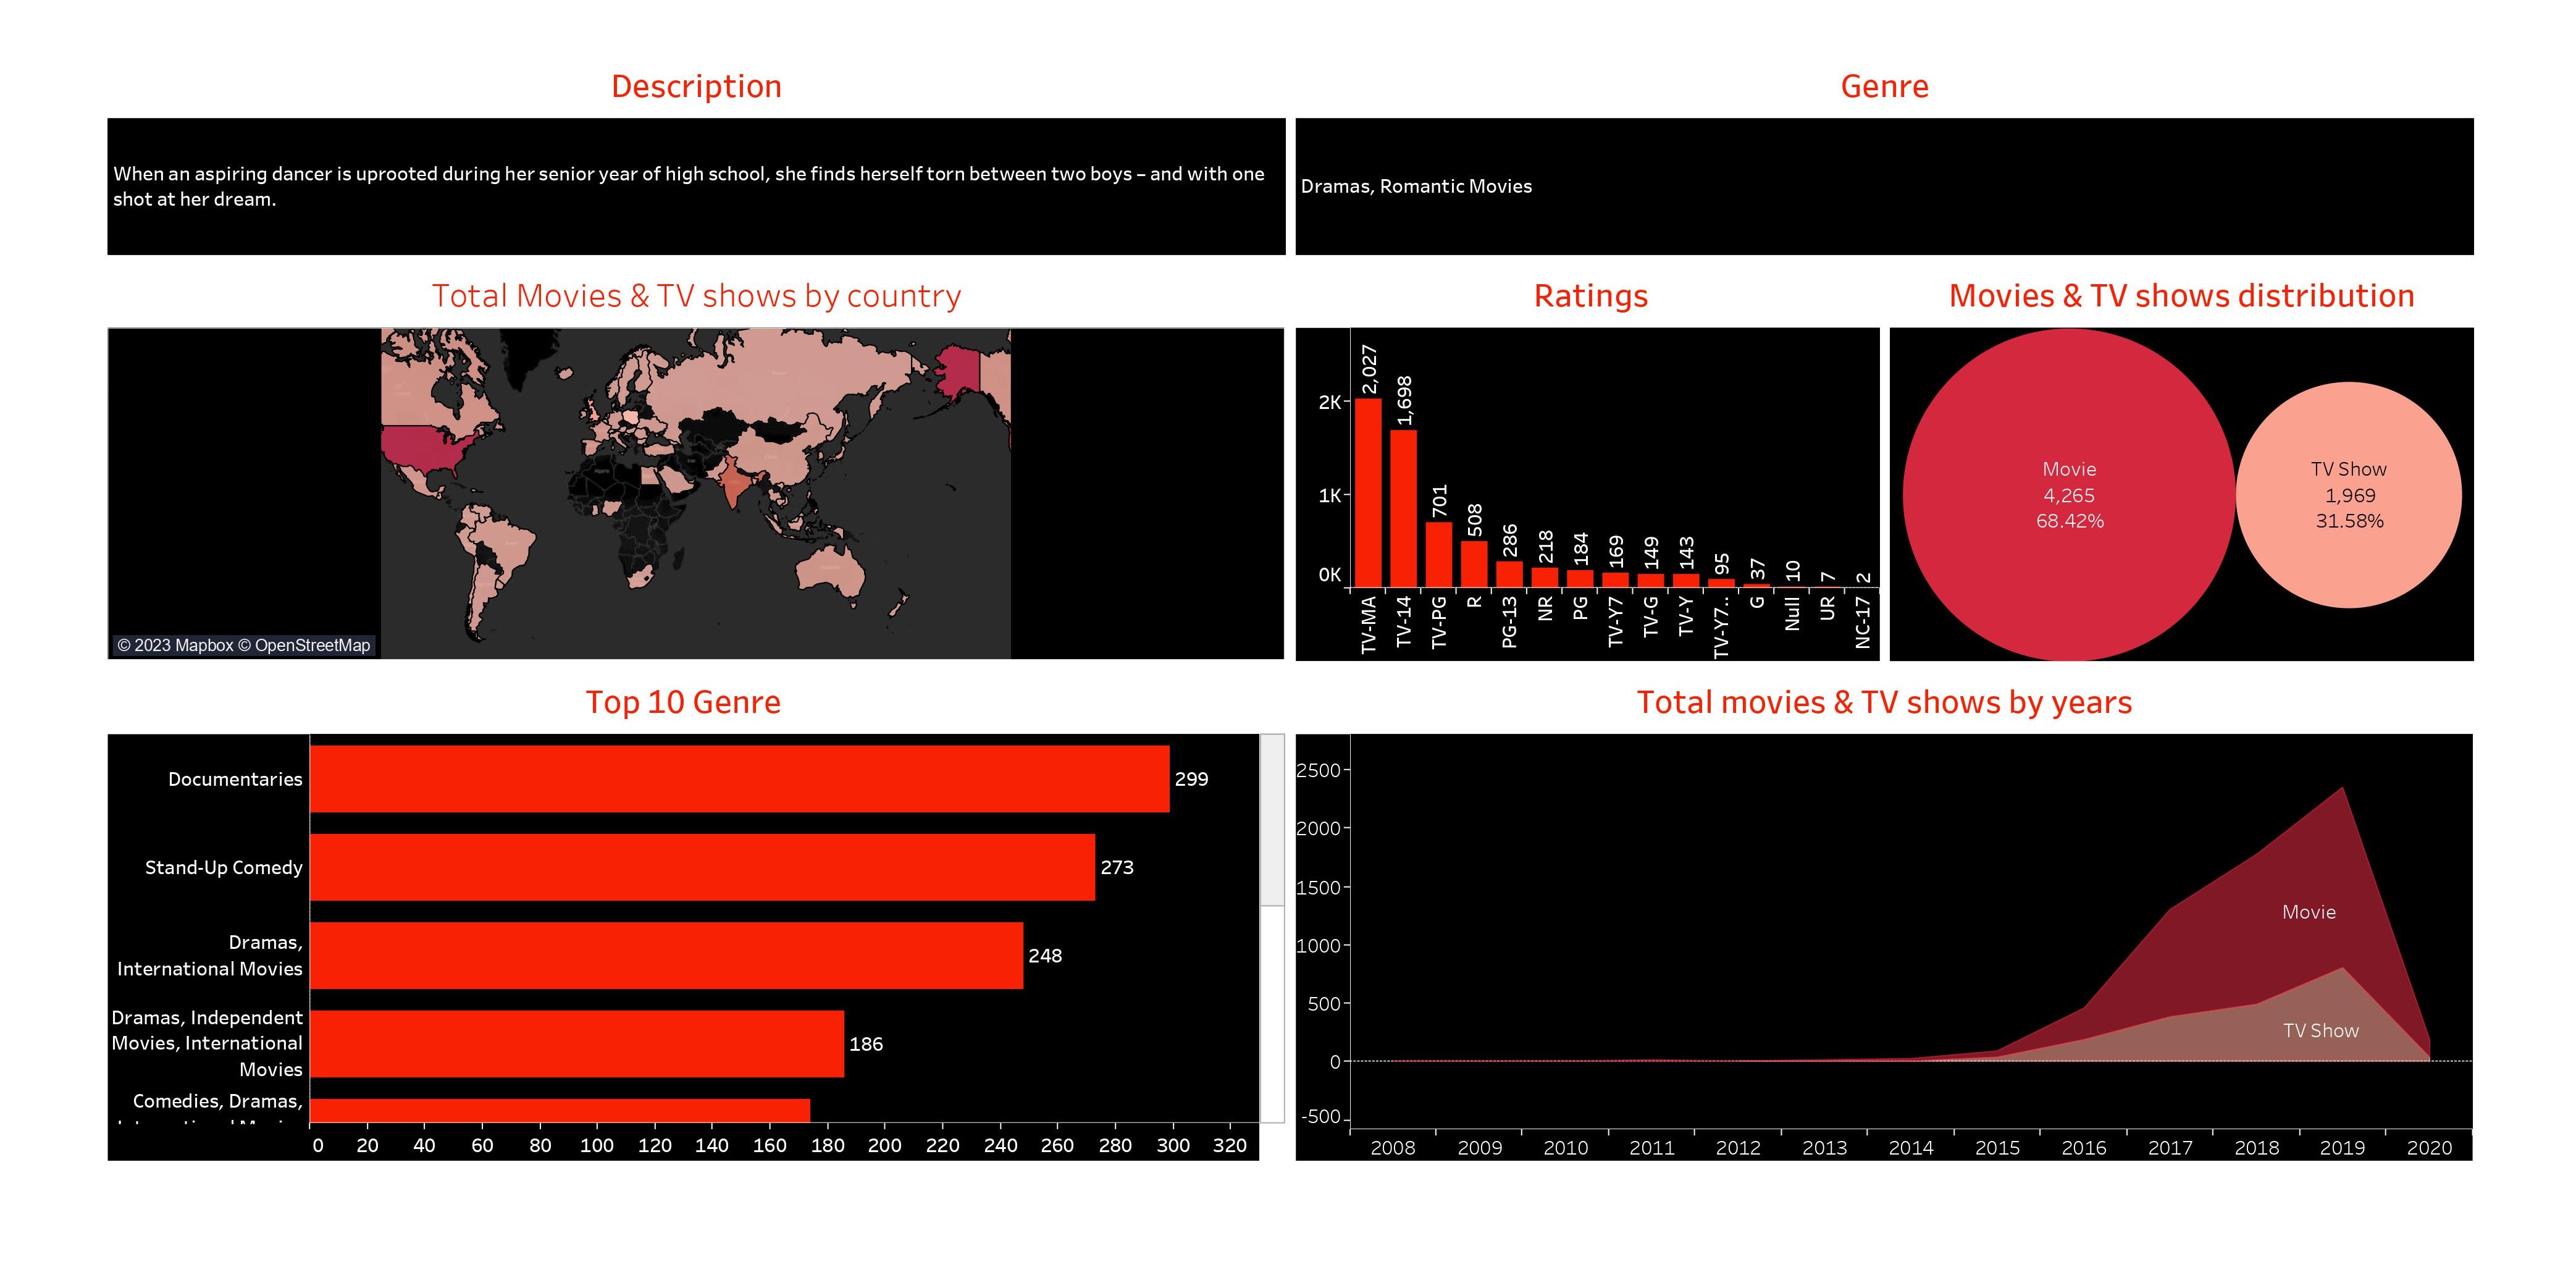 Description
Genre
When an aspiring dancer is uprooted during her senior year of high school, she finds herself torn between two boys – and with one
shot at her dream.
Dramas, Romantic Movies
Total Movies & TV shows by country
© 2023 Mapbox © OpenStreetMap
Ratings
2K
1K
0K
2,027
1,698
701
508
286
218
184
169
149
143
95
37
10
7
2
TV-MA
TV-14
TV-PG
R
PG-13
NR
PG
TV-Y7
TV-G
TV-Y
TV-Y7..
G
Null
UR
NC-17
Movies & TV shows distribution
Movie
4,265
68.42%
TV Show
1,969
31.58%
Top 10 Genre
Documentaries
299
Stand-Up Comedy
273
Dramas,
International Movies
248
Dramas, Independent
Movies, International
Movies
186
Comedies, Dramas,
0 20 40 60 80 100 120 140 160 180 200 220 240 260 280 300 320
Total movies & TV shows by years
2500
2000
1500
1000
500
0
-500
Movie
TV Show
2008 2009 2010 2011 2012 2013 2014 2015 2016 2017 2018 2019 2020